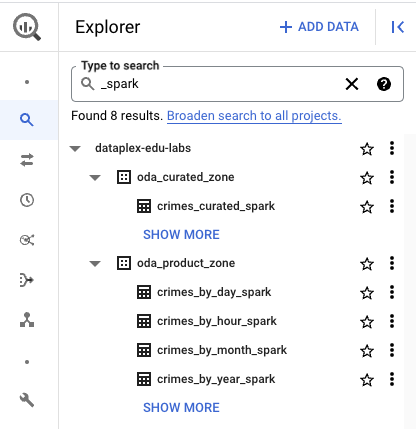 Explorer
+ ADD DATA
Type to search
_spark
Found 8 results. Broaden search to all projects.
dataplex-edu-labs
oda_curated_zone
crimes_curated_spark
SHOW MORE
oda_product_zone
crimes_by_day_spark
crimes_by_hour_spark
crimes_by_month_spark
crimes_by_year_spark
SHOW MORE